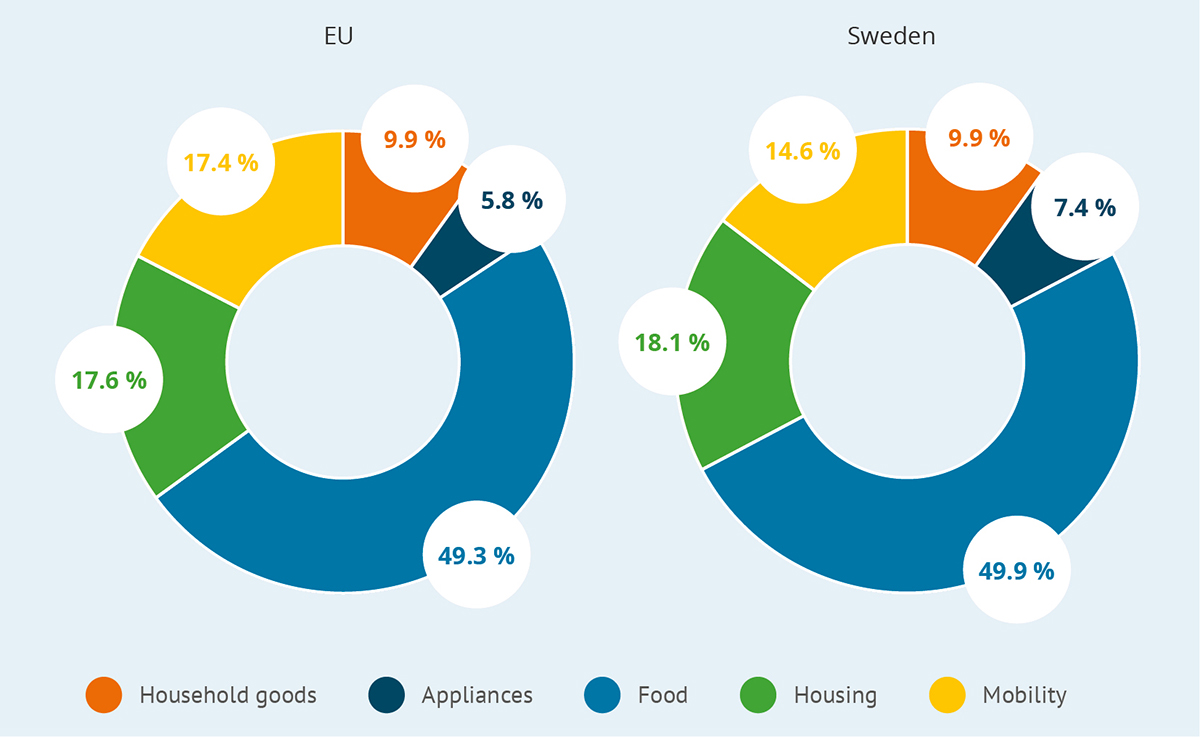 EU
9.9 %
5.8 %
49.3 %
17.6 %
17.4 %
Sweden
9.9 %
7.4 %
49.9 %
18.1 %
14.6 %
Household goods
Appliances
Food
Housing
Mobility